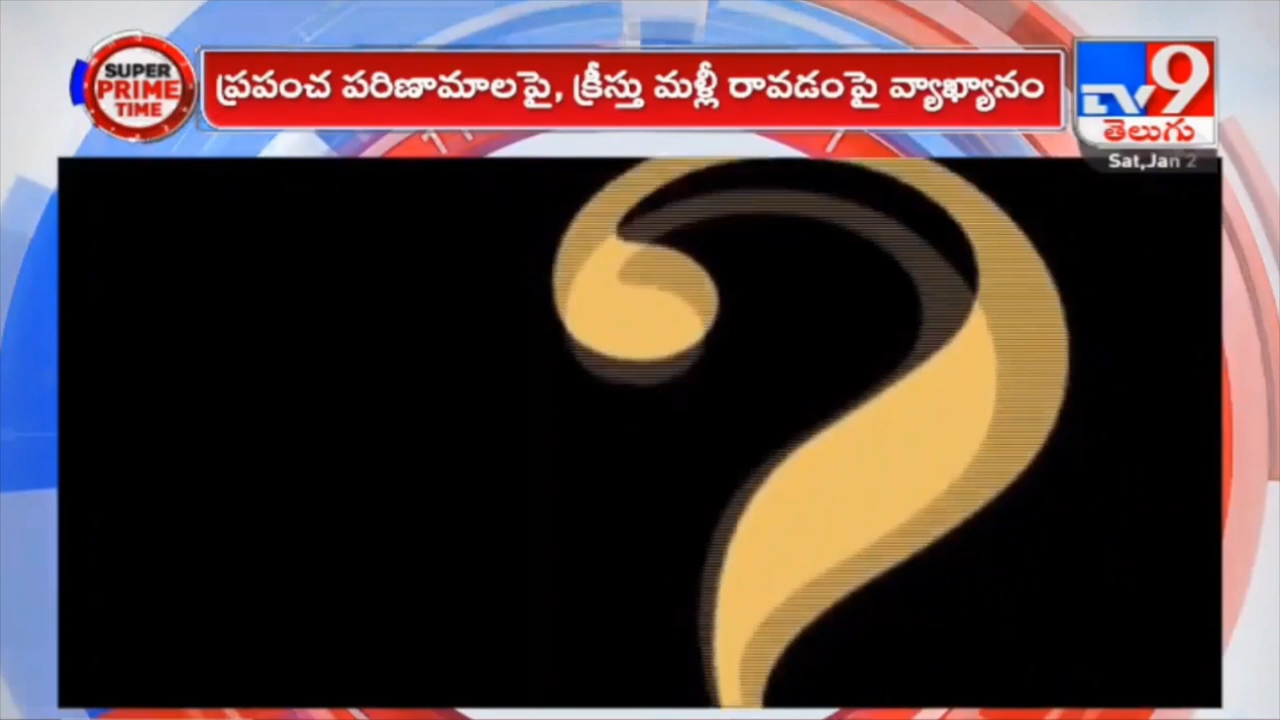 SUPER
PRIME
TIME
ప్రపంచ పరిణామాలపై, క్రీస్తు మళ్లీ రావడంపై వ్యాఖ్యానం
TV9
తెలుగు
Sat,Jan 2
?